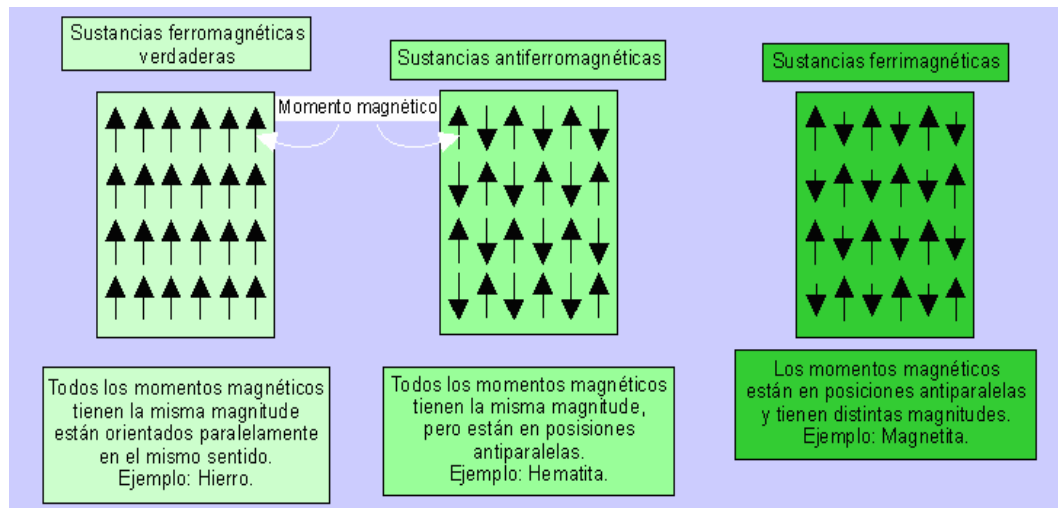 Sustancias ferromagnéticas
verdaderas
Sustancias antiferromagnéticas
Sustancias ferrimagnéticas
Momento magnético
Todos los momentos magnéticos
tienen la misma magnitude
están orientados paralelamente
en el mismo sentido.
Ejemplo: Hierro.
Todos los momentos magnéticos
tienen la misma magnitude,
pero están en posisiones
antiparalelas.
Ejemplo: Hematita.
Los momentos magnéticos
están en posiciones antiparalelas
y tienen distintas magnitudes.
Ejemplo: Magnetita.